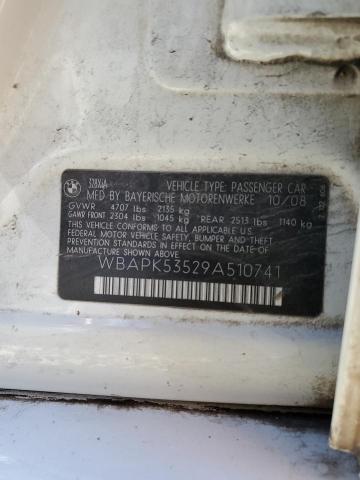 BMW
328XiA VEHICLE TYPE: PASSENGER CAR
MFD BY BAYERISCHE MOTORENWERKE 10/08
GVWR 4707 lbs 2135 kg
GAWR FRONT 2304 lbs 1045 kg REAR 2513 lbs 1140 kg
THIS VEHICLE CONFORMS TO ALL APPLICABLE
FEDERAL MOTOR VEHICLE SAFETY, BUMPER, AND
THEFT PREVENTION STANDARDS IN EFFECT
ON THE DATE OF MANUFACTURE SHOWN ABOVE.
WBAPK53529A510741